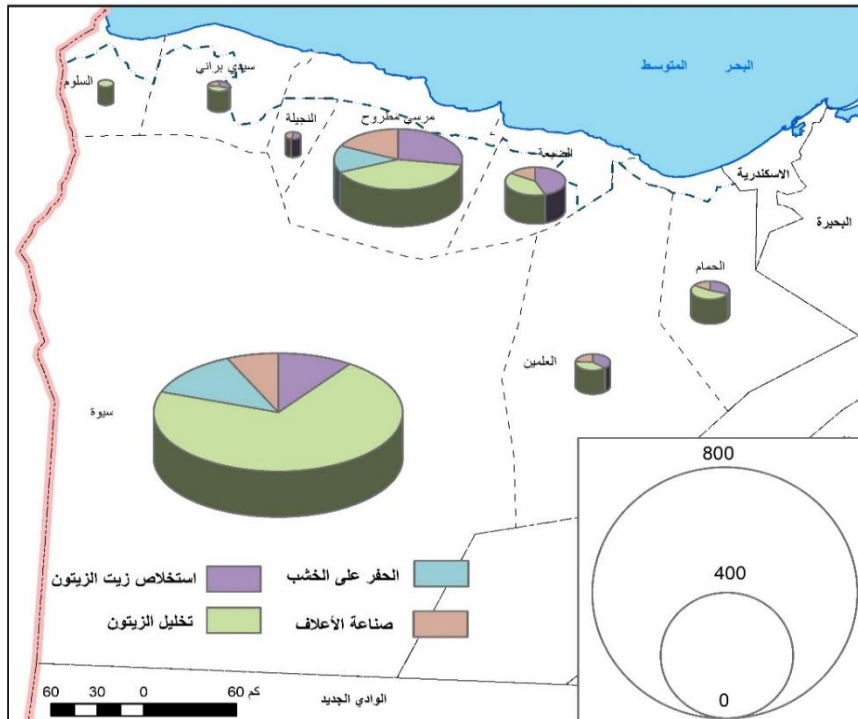 البحر المتوسط
السلوم
سيدي براني
النجيلة
مرسي مطروح
الضبعة
الاسكندرية
البحيرة
الحمام
العلمين
سيوة
800
400
0
استخلاص زيت الزيتون
الحفر على الخشب
تخليل الزيتون
صناعة الأعلاف
60 30 0 60 كم
الوادي الجديد